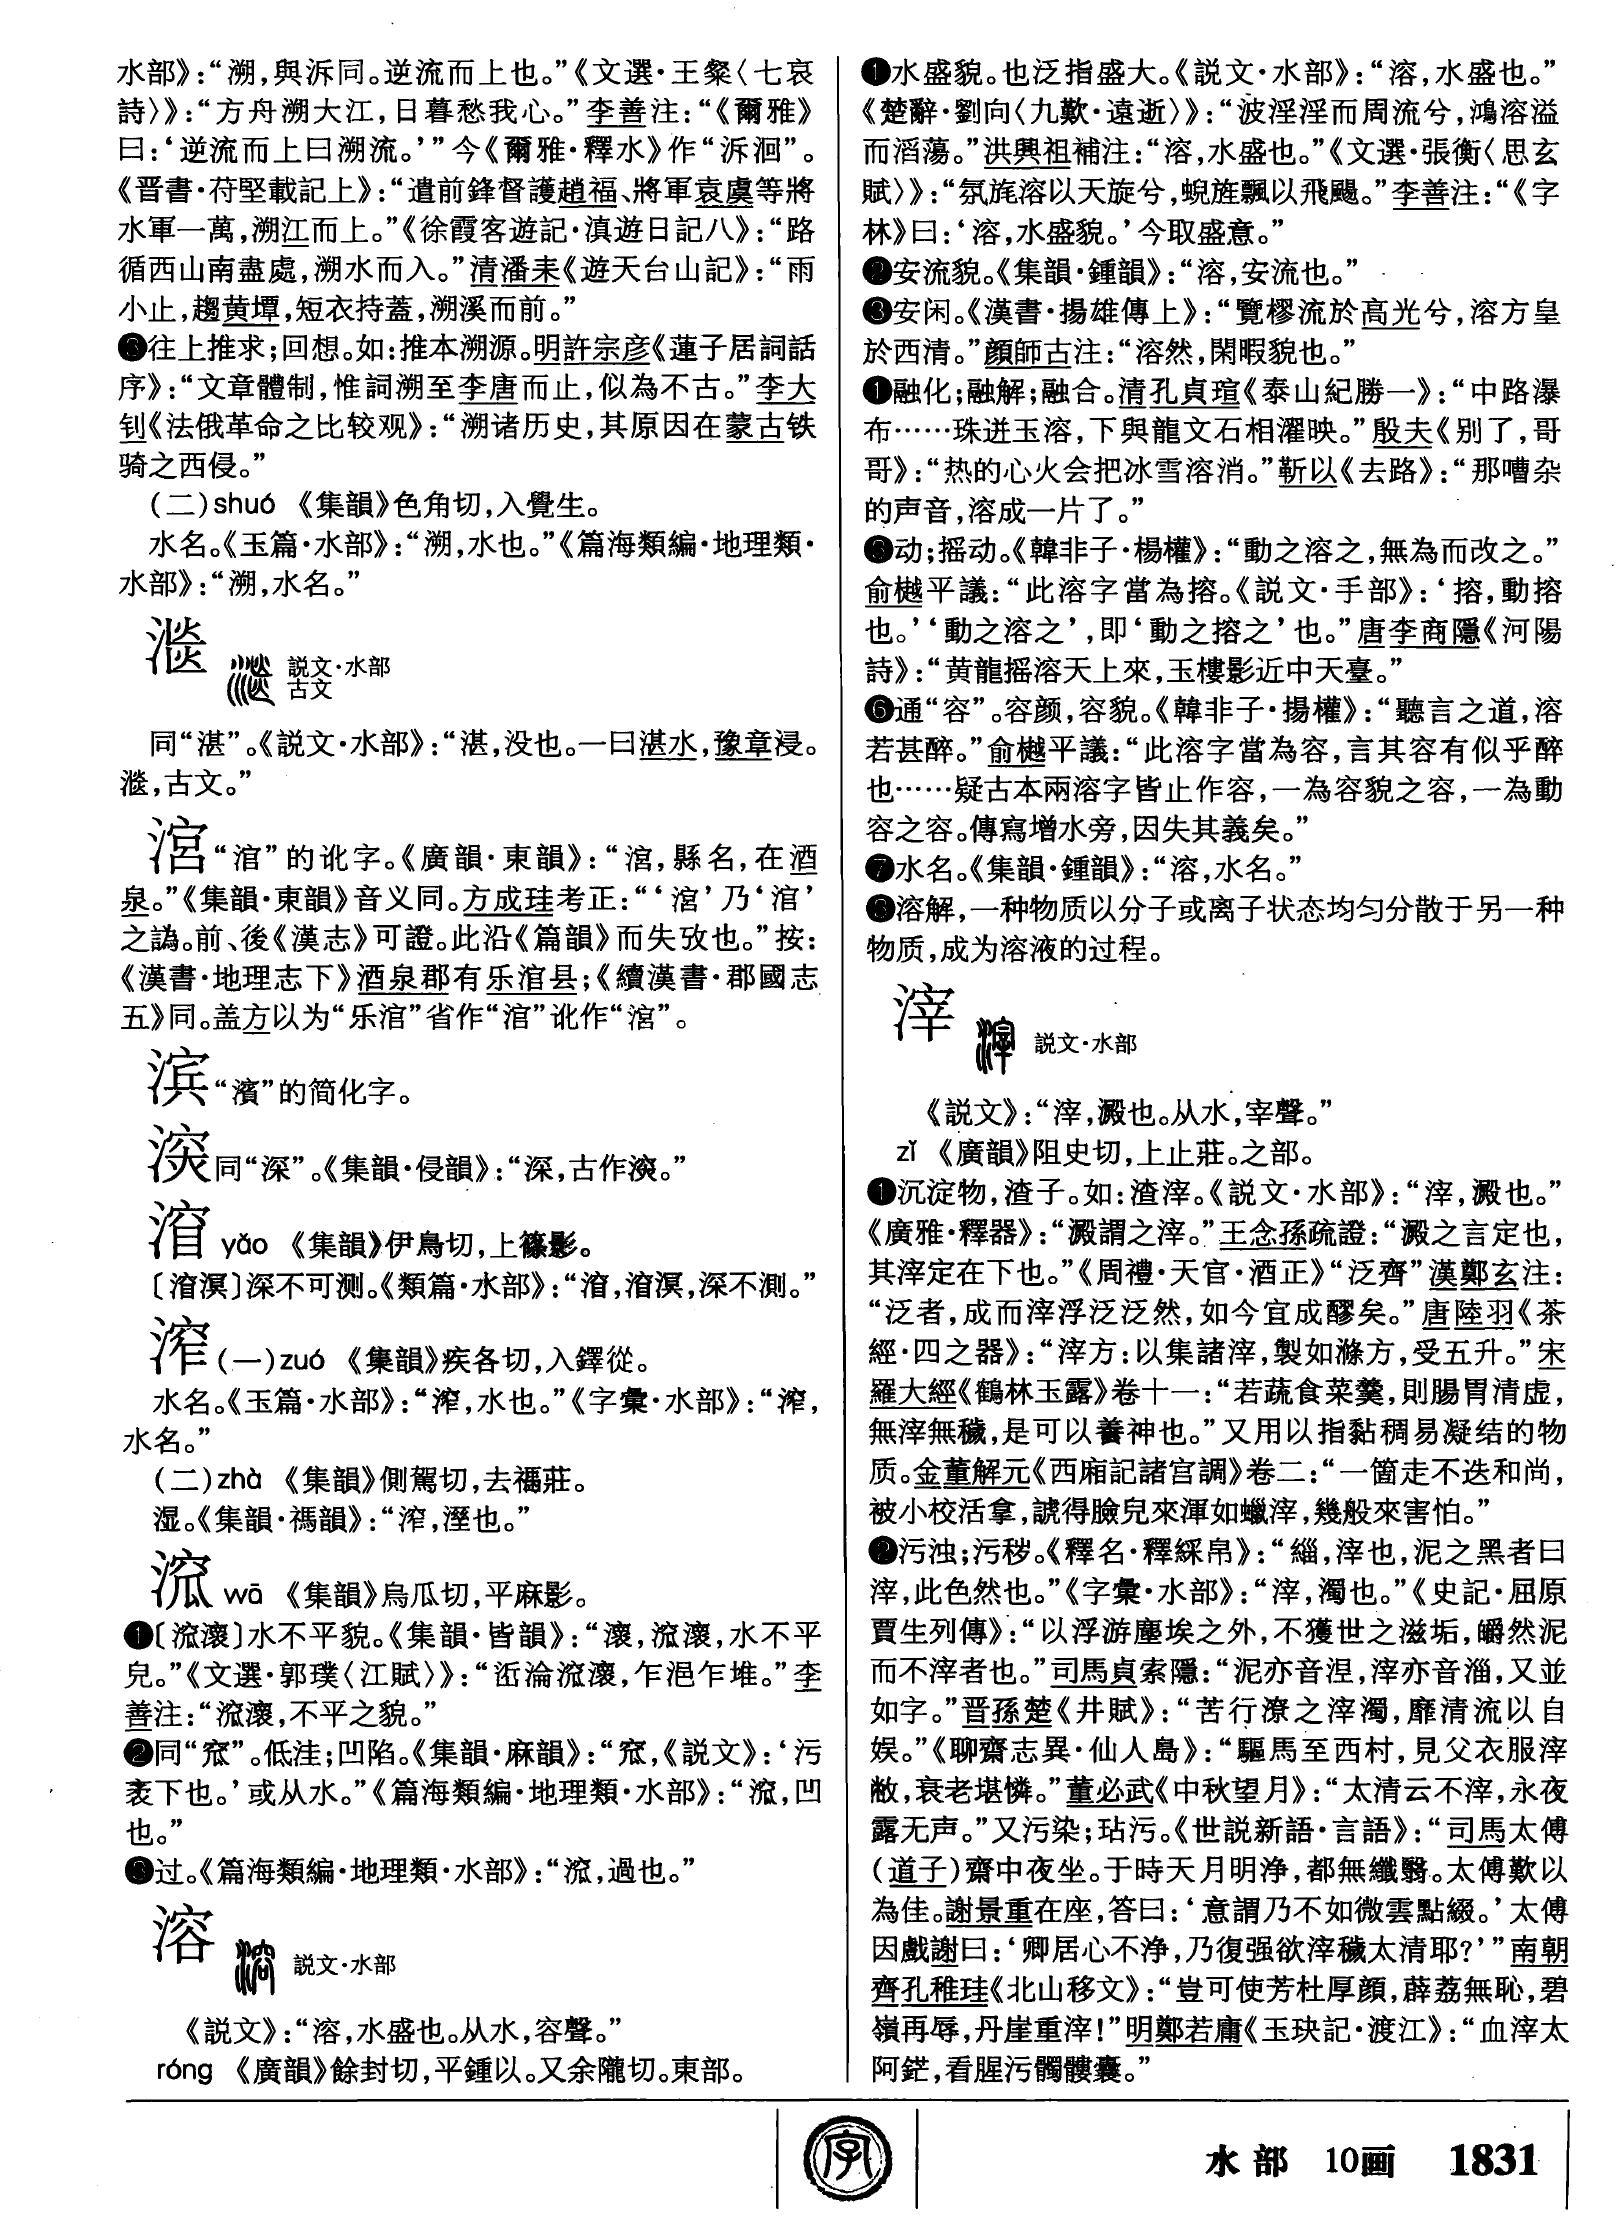 水部》：“溯，與泝同。逆流而上也。”《文選·王粲〈七哀
詩〉》：“方舟溯大江，日暮愁我心。”李善注：“《爾雅》
曰：‘逆流而上曰溯流。’”今《爾雅·釋水》作“泝洄”。
《晋書·苻堅載記上》：“遣前鋒督護趙福、將軍袁虞等將
水軍一萬，溯江而上。”《徐霞客遊記·滇遊日記八》：“路
循西山南盡處，溯水而入。”清潘耒《遊天台山記》：“雨
小止，趨黄壇，短衣持蓋，溯溪而前。”
❸往上推求；回想。如：推本溯源。明許宗彦《蓮子居詞話
序》：“文章體制，惟詞溯至李唐而止，似為不古。”李大
钊《法俄革命之比较观》：“溯诸历史，其原因在蒙古铁
骑之西侵。”
（二）shuó 《集韻》色角切，入覺生。
水名。《玉篇·水部》：“溯，水也。”《篇海類編·地理類·
水部》：“溯，水名。”
説文·水部
古文
同“湛”。《説文·水部》：“湛，没也。一曰湛水，豫章浸。
，古文。”
㴦“涫”的讹字。《廣韻·東韻》：“㴦，縣名，在酒
泉。”《集韻·東韻》音义同。方成珪考正：“‘㴦’乃‘涫’
之譌。前、後《漢志》可證。此沿《篇韻》而失攷也。”按：
《漢書·地理志下》酒泉郡有乐涫县；《續漢書·郡國志
五》同。盖方以为“乐涫”省作“涫”讹作“㴦”。
滨“濱”的简化字。
㴱同“深”。《集韻·侵韻》：“深，古作㴱。”
㴙 yǎo 《集韻》伊鳥切，上篠影。
〔㴙溟〕深不可测。《類篇·水部》：“㴙，㴙溟，深不測。”
溠（一）zuó 《集韻》疾各切，入鐸從。
水名。《玉篇·水部》：“，水也。”《字彙·水部》：“，
水名。”
（二）zhà 《集韻》側駕切，去禡莊。
湿。《集韻·禡韻》：“，溼也。”
wā 《集韻》烏瓜切，平麻影。
❶〔㴧瀤〕水不平貌。《集韻·皆韻》：“瀤，㴧瀤，水不平
皃。”《文選·郭璞〈江賦〉》：“㴧瀤，乍浥乍堆。”李
善注：“㴧瀤，不平之貌。”
❷同“窊”。低洼；凹陷。《集韻·麻韻》：“窊，《説文》：‘污
衺下也。’或从水。”《篇海類編·地理類·水部》：“㴧，凹
也。”
❸过。《篇海類編·地理類·水部》：“㴧，過也。”
溶 説文·水部
《説文》：“溶，水盛也。从水，容聲。”
róng 《廣韻》餘封切，平鍾以。又余隴切。東部。
❶水盛貌。也泛指盛大。《説文·水部》：“溶，水盛也。”
《楚辭·劉向〈九歎·遠逝〉》：“波淫淫而周流兮，鴻溶溢
而滔蕩。”洪興祖補注：“溶，水盛也。”《文選·張衡〈思玄
賦〉》：“氛旄溶以天旋兮，蜺旌飄以飛颺。”李善注：“《字
林》曰：‘溶，水盛貌。’今取盛意。”
❷安流貌。《集韻·鍾韻》：“溶，安流也。”
❸安闲。《漢書·揚雄傳上》：“覽樛流於高光兮，溶方皇
於西清。”顔師古注：“溶然，閑暇貌也。”
❹融化；融解；融合。清孔貞瑄《泰山紀勝一》：“中路瀑
布……珠迸玉溶，下與龍文石相濯映。”殷夫《别了，哥
哥》：“热的心火会把冰雪溶消。”靳以《去路》：“那嘈杂
的声音，溶成一片了。”
❺动；摇动。《韓非子·楊權》：“動之溶之，無為而改之。”
俞樾平議：“此溶字當為搈。《説文·手部》：‘搈，動搈
也。’‘動之溶之’，即‘動之搈之’也。”唐李商隱《河陽
詩》：“黄龍摇溶天上來，玉樓影近中天臺。”
❻通“容”。容颜，容貌。《韓非子·揚權》：“聽言之道，溶
若甚醉。”俞樾平議：“此溶字當為容，言其容有似乎醉
也……疑古本兩溶字皆止作容，一為容貌之容，一為動
容之容。傳寫增水旁，因失其義矣。”
❼水名。《集韻·鍾韻》：“溶，水名。”
❽溶解，一种物质以分子或离子状态均匀分散于另一种
物质，成为溶液的过程。
滓 説文·水部
《説文》：“滓，澱也。从水，宰聲。”
zǐ 《廣韻》阻史切，上止莊。之部。
❶沉淀物，渣子。如：渣滓。《説文·水部》：“滓，澱也。”
《廣雅·釋器》：“澱謂之滓。”王念孫疏證：“澱之言定也，
其滓定在下也。”《周禮·天官·酒正》“泛齊”漢鄭玄注：
“泛者，成而滓浮泛泛然，如今宜成醪矣。”唐陸羽《茶
經·四之器》：“滓方：以集諸滓，製如滌方，受五升。”宋
羅大經《鶴林玉露》卷十一：“若蔬食菜羹，則腸胃清虚，
無滓無穢，是可以養神也。”又用以指黏稠易凝结的物
质。金董解元《西廂記諸宫調》卷二：“一箇走不迭和尚，
被小校活拿，諕得臉兒來渾如蠟滓，幾般來害怕。”
❷污浊；污秽。《釋名·釋綵帛》：“緇，滓也，泥之黑者曰
滓，此色然也。”《字彙·水部》：“滓，濁也。”《史記·屈原
賈生列傳》：“以浮游塵埃之外，不獲世之滋垢，皭然泥
而不滓者也。”司馬貞索隱：“泥亦音涅，滓亦音淄，又並
如字。”晋孫楚《井賦》：“苦行潦之滓濁，靡清流以自
娱。”《聊齋志異·仙人島》：“驅馬至西村，見父衣服滓
敝，衰老堪憐。”董必武《中秋望月》：“太清云不滓，永夜
露无声。”又污染；玷污。《世説新語·言語》：“司馬太傅
（道子）齋中夜坐。于時天月明浄，都無纖翳。太傅歎以
為佳。謝景重在座，答曰：‘意謂乃不如微雲點綴。’太傅
因戲謝曰：‘卿居心不浄，乃復强欲滓穢太清耶？’”南朝
齊孔稚珪《北山移文》：“豈可使芳杜厚顔，薜荔無恥，碧
嶺再辱，丹崖重滓！”明鄭若庸《玉玦記·渡江》：“血滓太
阿鋩，看腥污髑髏囊。”
字
水部 10画 1831